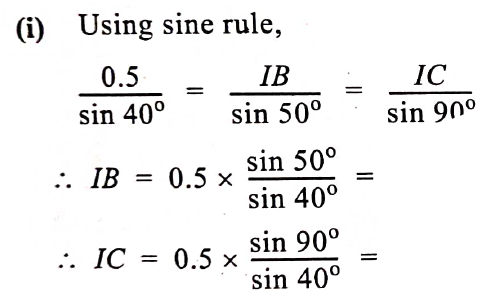 (i) Using sine rule,
0.5 / sin 40° = IB / sin 50° = IC / sin 90°
∴ IB = 0.5 × sin 50° / sin 40° =
∴ IC = 0.5 × sin 90° / sin 40° =